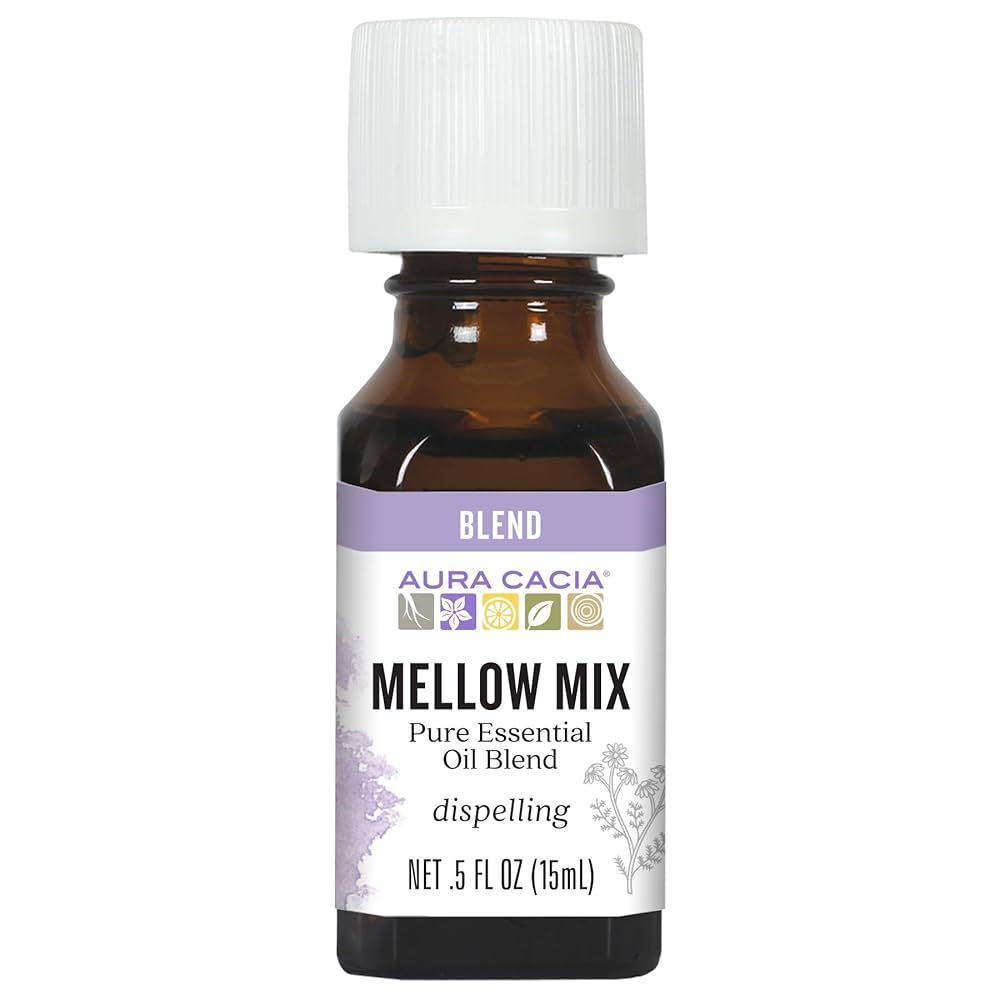 BLEND
AURA CACIA®
MELLOW MIX
Pure Essential
Oil Blend
dispelling
NET .5 FL OZ (15mL)